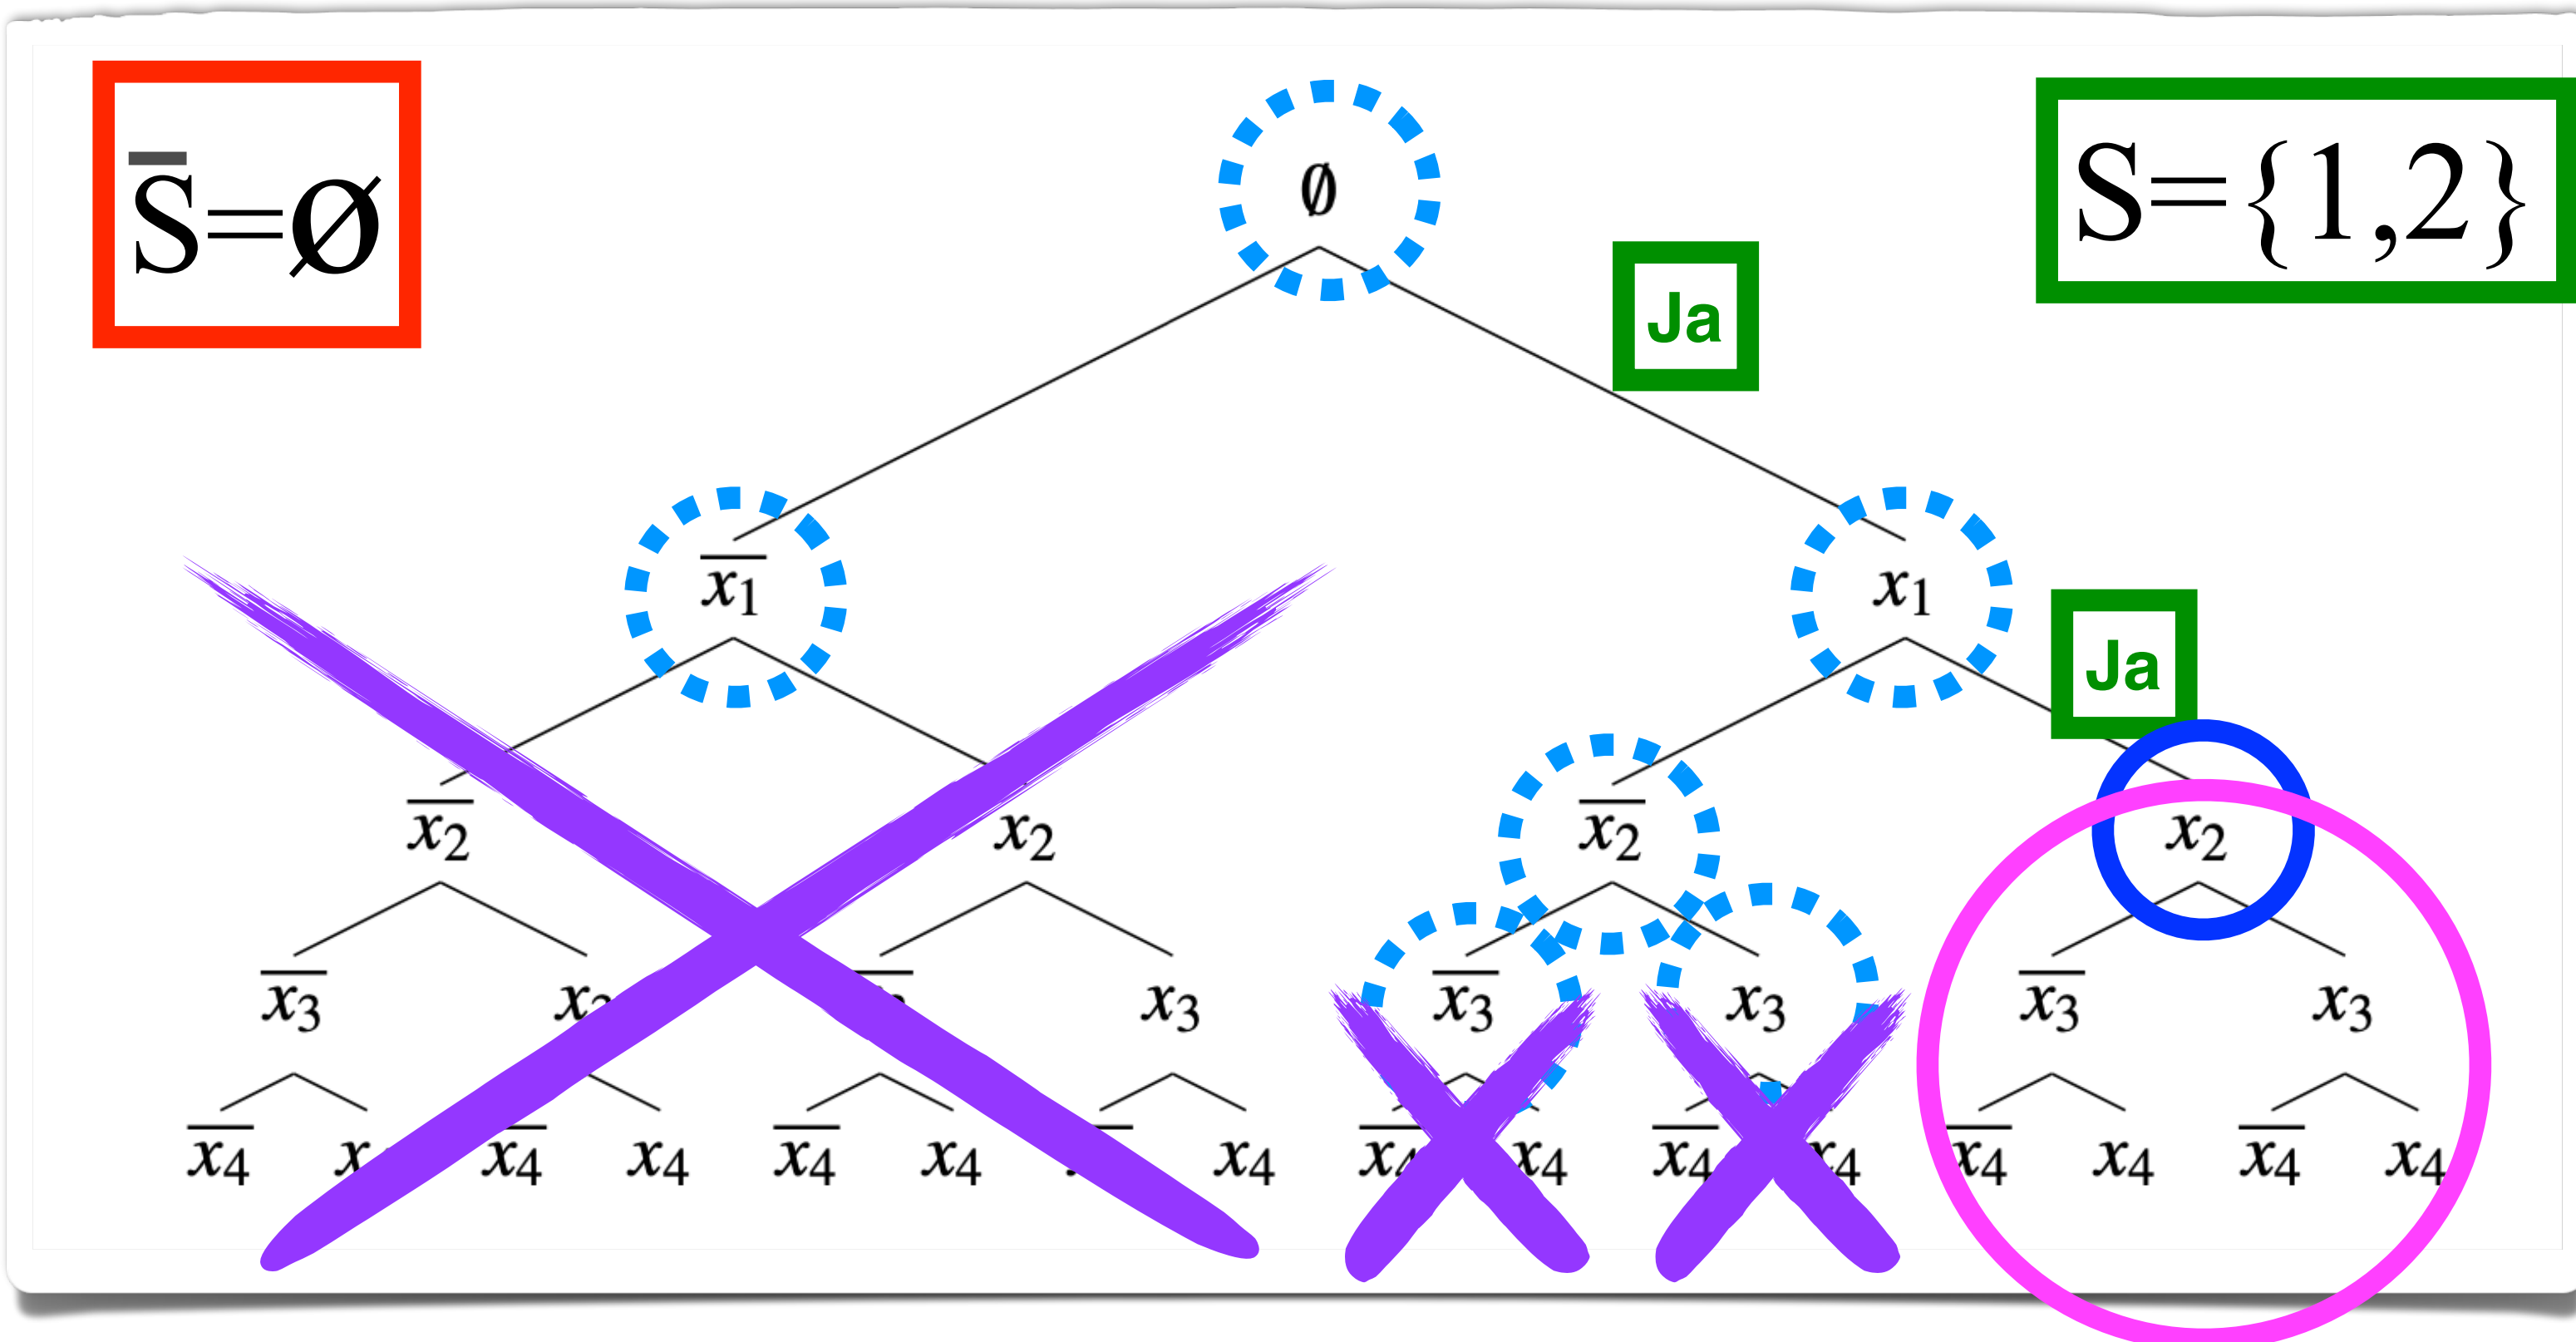 S̅=Ø ∅ S={1,2}
Ja
x̅₁ x₁
Ja
x̅₂ x₂ x̅₂ x₂
x̅₃ x̅₃ x₃ x̅₃ x₃
x₃
x̅₄ x̅₄ x₄ x̅₄ x₄ x₄ x̅₄ x₄ x̅₄ x₄ x̅₄ x₄ x̅₄ x₄